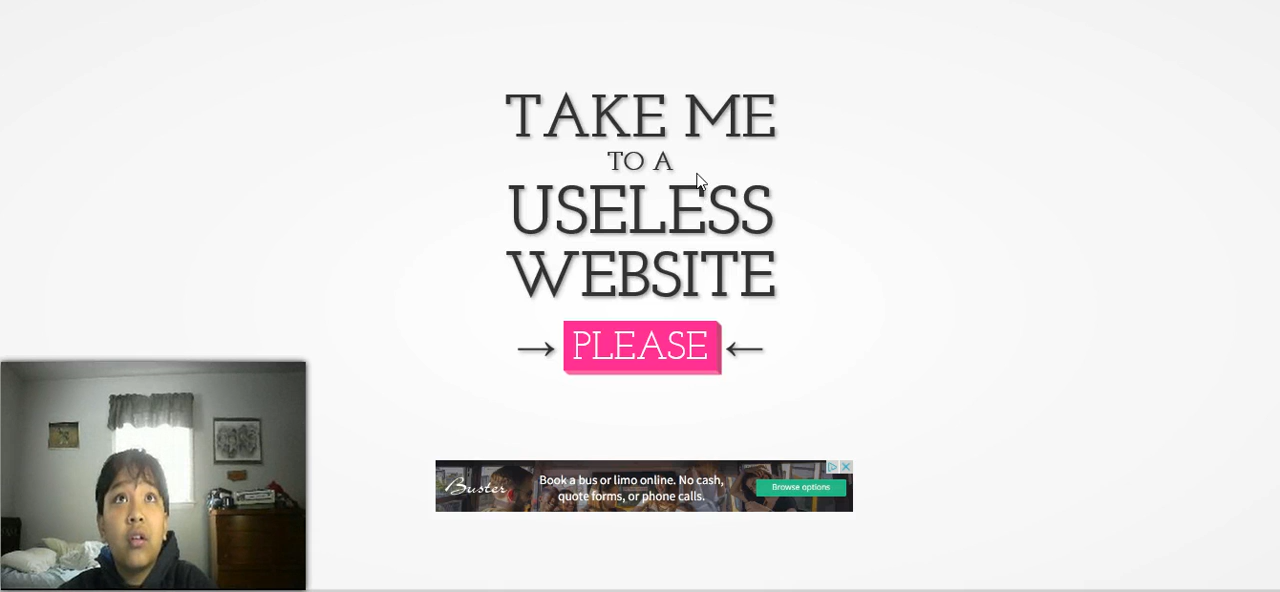 TAKE ME
TO A
USELESS
WEBSITE
→ PLEASE ←
Buster
Book a bus or limo online. No cash,
quote forms, or phone calls.
Browse options